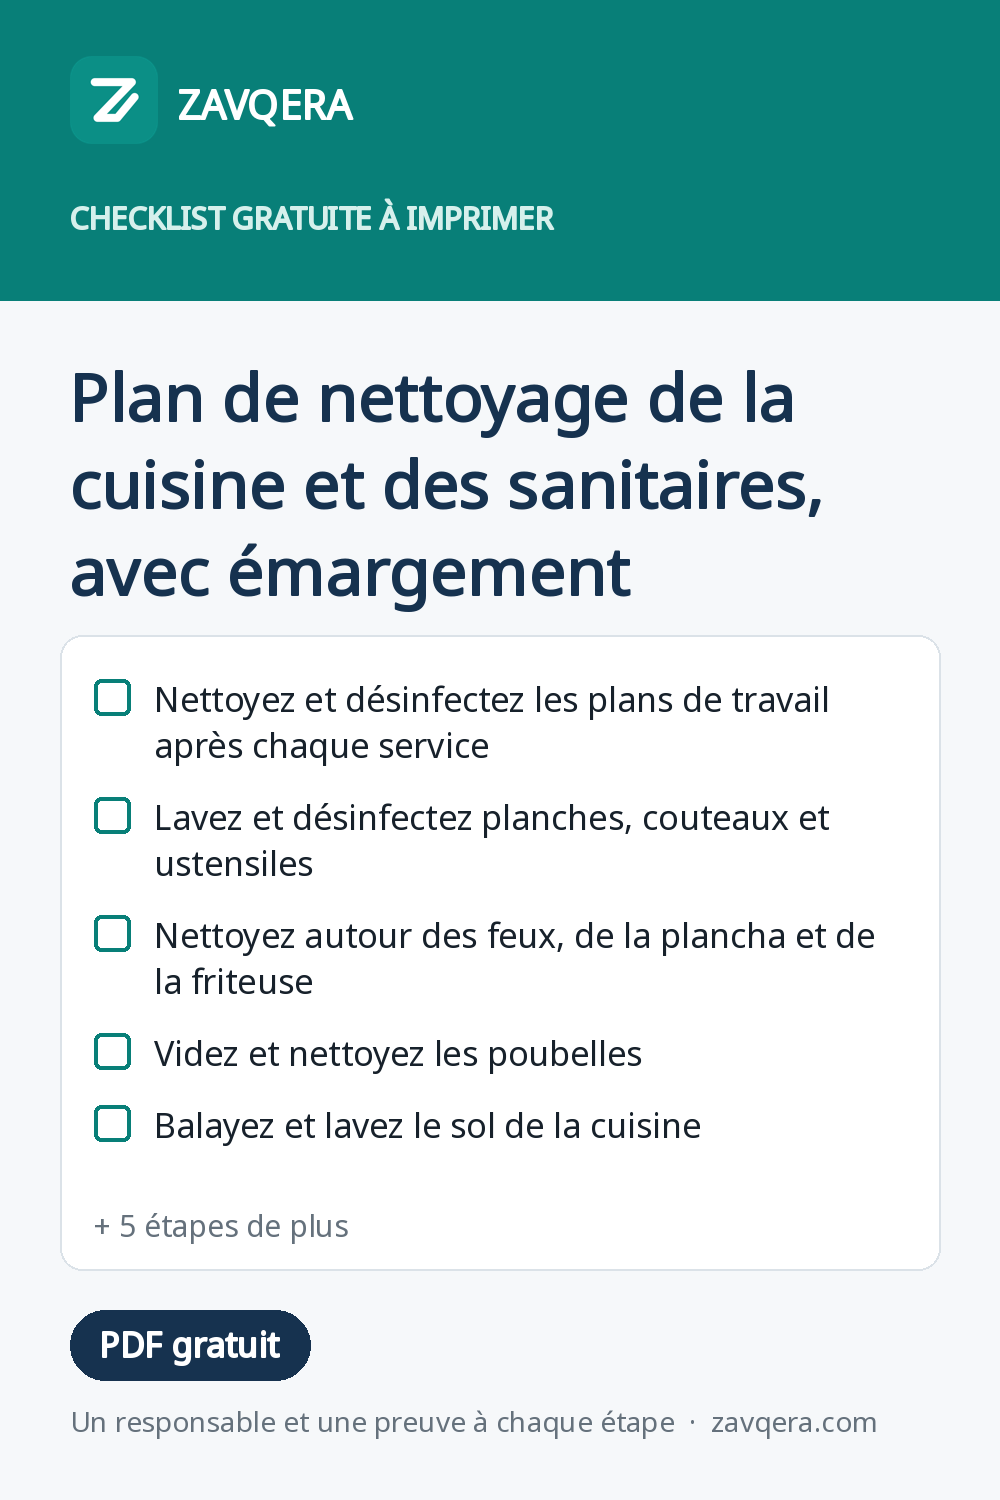 ZAVQERA
CHECKLIST GRATUITE À IMPRIMER
Plan de nettoyage de la
cuisine et des sanitaires,
avec émargement
Nettoyez et désinfectez les plans de travail
après chaque service
Lavez et désinfectez planches, couteaux et
ustensiles
Nettoyez autour des feux, de la plancha et de
la friteuse
Videz et nettoyez les poubelles
Balayez et lavez le sol de la cuisine
+ 5 étapes de plus
PDF gratuit
Un responsable et une preuve à chaque étape · zavqera.com